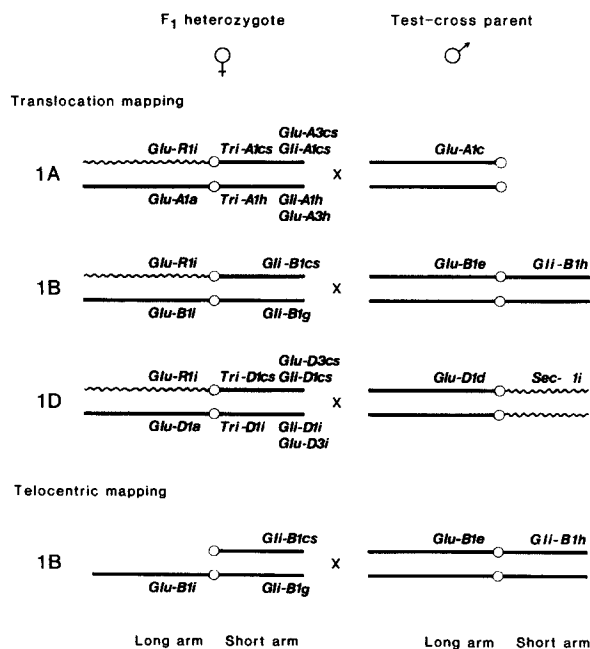 F₁ heterozygote Test-cross parent
♀ ♂
Translocation mapping
Glu-A3cs
Glu-R1i Tri-A1cs Gli-A1cs Glu-A1c
1A x
Glu-A1a Tri-A1h Gli-A1h
Glu-A3h
Glu-R1i Gli-B1cs Glu-B1e Gli-B1h
1B x
Glu-B1i Gli-B1g
Glu-D3cs
Glu-R1i Tri-D1cs Gli-D1cs Glu-D1d Sec- 1i
1D x
Glu-D1a Tri-D1i Gli-D1i
Glu-D3i
Telocentric mapping
Gli-B1cs Glu-B1e Gli-B1h
1B x
Glu-B1i Gli-B1g
Long arm Short arm Long arm Short arm